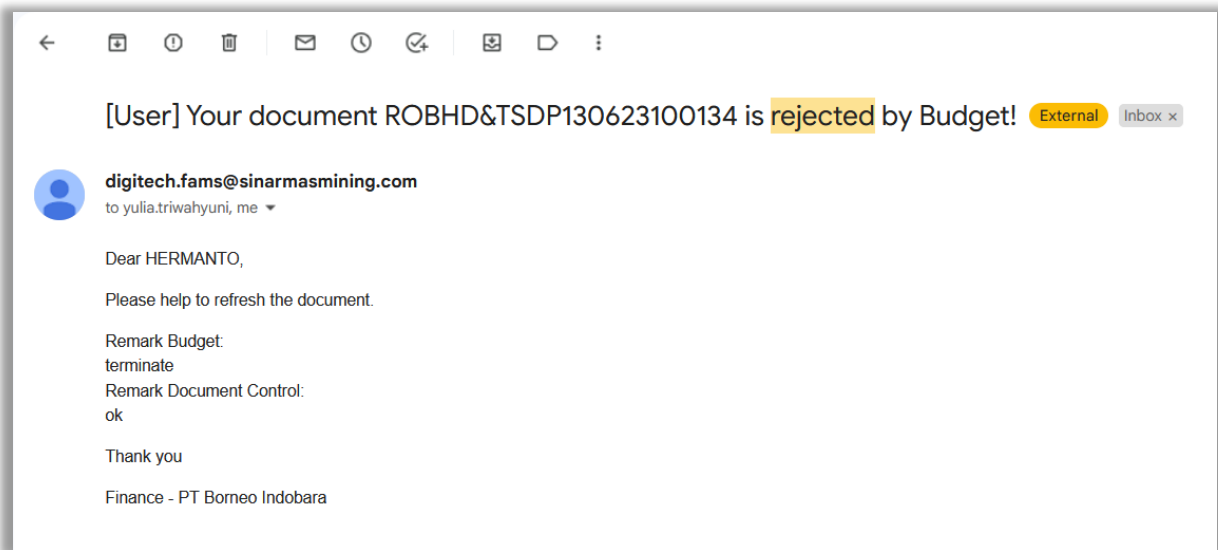 [User] Your document ROBHD&TSDP130623100134 is rejected by Budget! External Inbox ×
digitech.fams@sinarmasmining.com
to yulia.triwahyuni, me
Dear HERMANTO,
Please help to refresh the document.
Remark Budget:
terminate
Remark Document Control:
ok
Thank you
Finance - PT Borneo Indobara